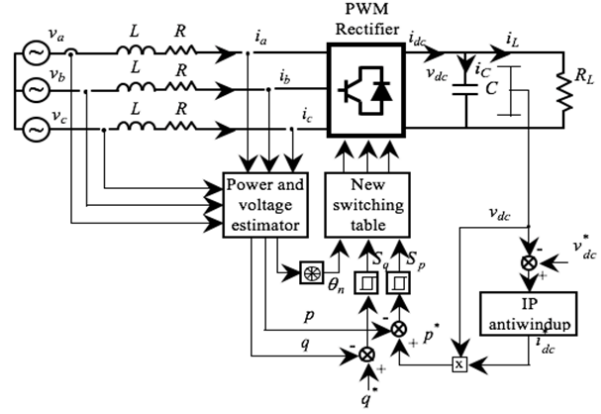 PWM
Rectifier
v_a L R i_a i_dc i_L
v_dc i_C C R_L
v_b L R i_b
v_c L R i_c
Power and
voltage
estimator
New
switching
table
v_dc
- v*_dc
+
S_q S_p
θ_n
IP
antiwindup
p - p*
+
i*_dc
q - +
x
q*